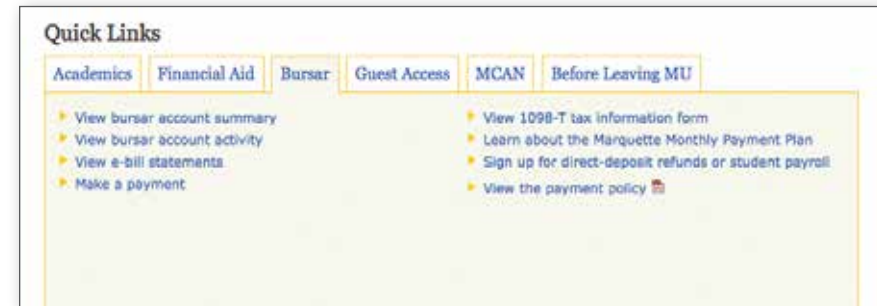 Quick Links
Academics Financial Aid Bursar Guest Access MCAN Before Leaving MU
View bursar account summary
View bursar account activity
View e-bill statements
Make a payment
View 1098-T tax information form
Learn about the Marquette Monthly Payment Plan
Sign up for direct-deposit refunds or student payroll
View the payment policy